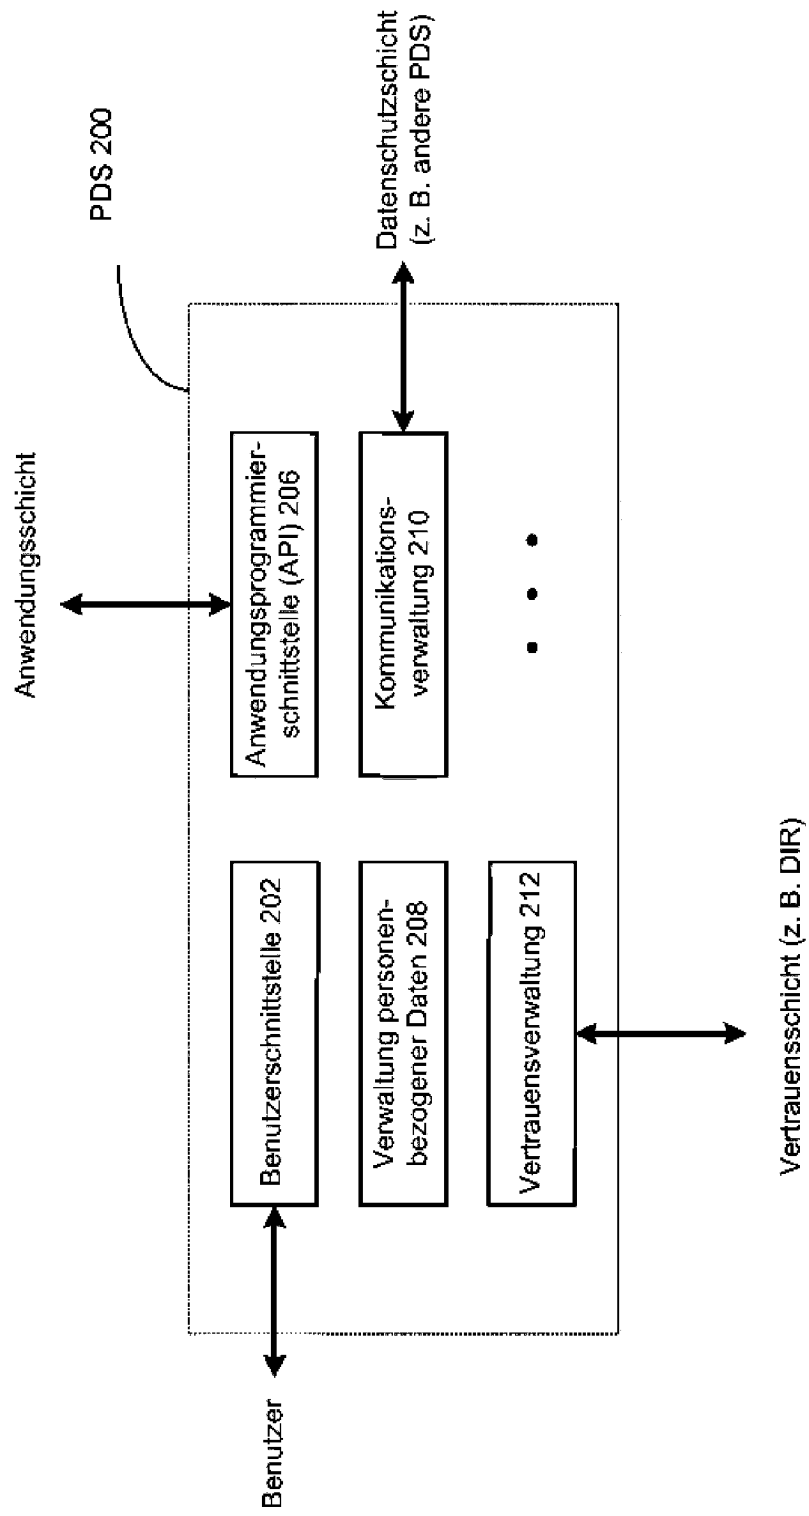 Anwendungsschicht
PDS 200
Benutzer
Benutzerschnittstelle 202
Anwendungsprogrammier-
schnittstelle (API) 206
Verwaltung personen-
bezogener Daten 208
Kommunikations-
verwaltung 210
Datenschutzschicht
(z. B. andere PDS)
Vertrauensverwaltung 212
Vertrauensschicht (z. B. DIR)